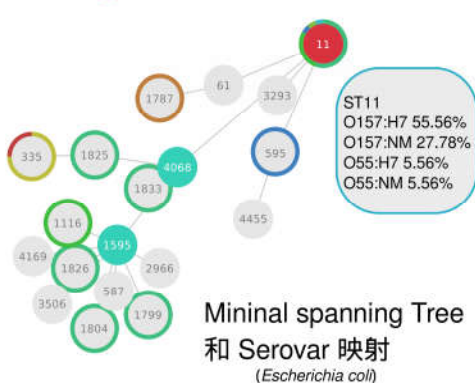 11
61
1787
3293
ST11
O157:H7 55.56%
O157:NM 27.78%
O55:H7 5.56%
O55:NM 5.56%
335
1825
4068
595
1833
4455
1116
1595
4169
1826
2966
587
3506
1804
1799
Mininal spanning Tree
和 Serovar 映射
(Escherichia coli)